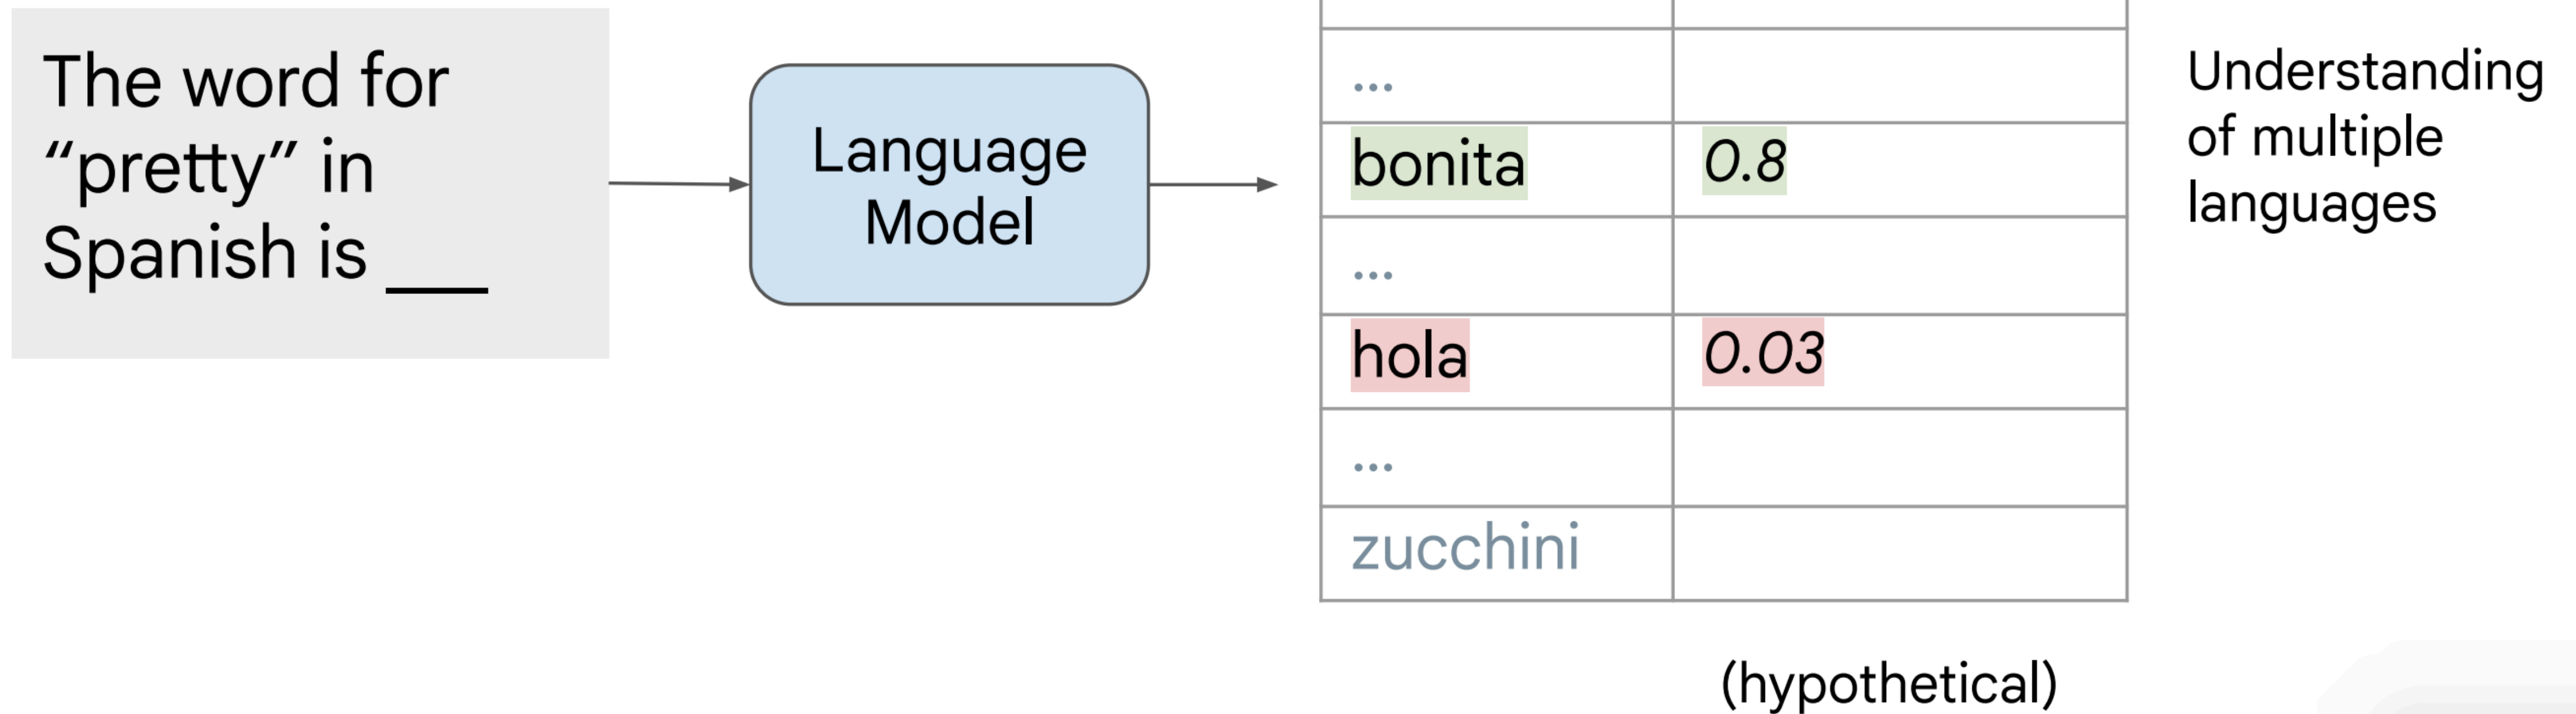 The word for
“pretty” in
Spanish is ___
Language
Model
...
bonita 0.8
...
hola 0.03
...
zucchini
(hypothetical)
Understanding
of multiple
languages